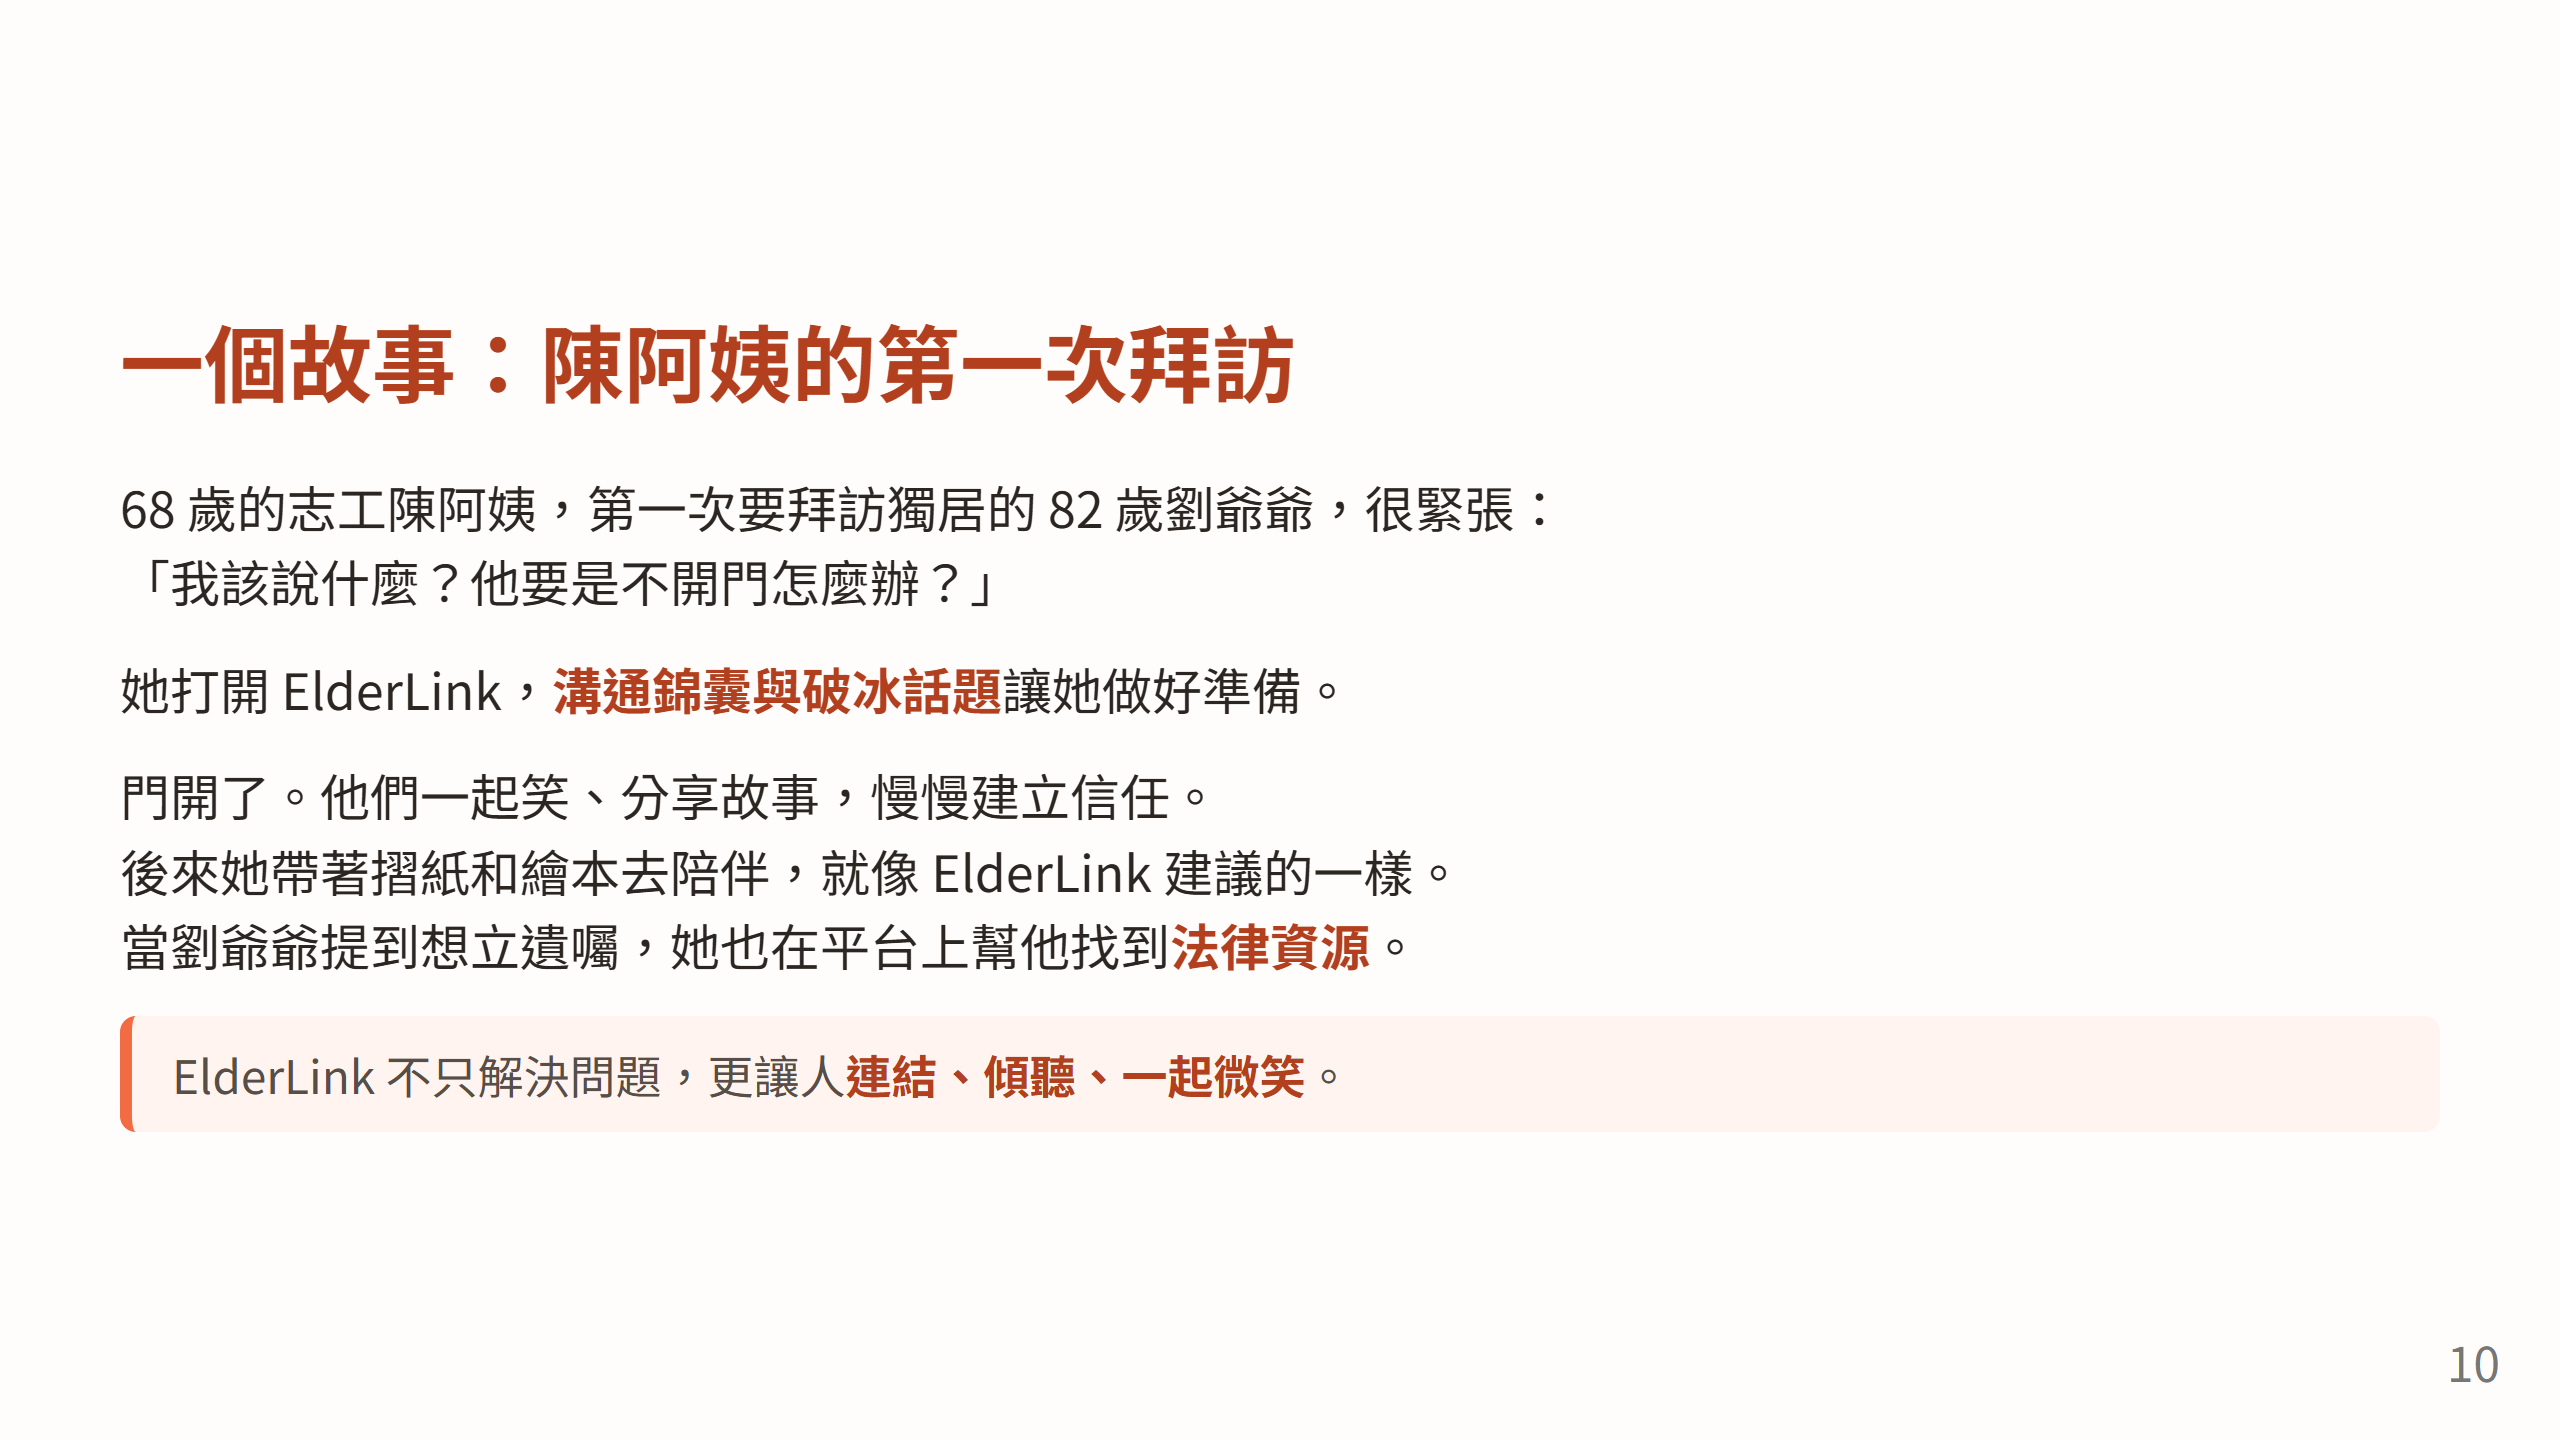 一個故事：陳阿姨的第一次拜訪
68 歲的志工陳阿姨，第一次要拜訪獨居的 82 歲劉爺爺，很緊張：
「我該說什麼？他要是不開門怎麼辦？」
她打開 ElderLink，溝通錦囊與破冰話題讓她做好準備。
門開了。他們一起笑、分享故事，慢慢建立信任。
後來她帶著摺紙和繪本去陪伴，就像 ElderLink 建議的一樣。
當劉爺爺提到想立遺囑，她也在平台上幫他找到法律資源。
ElderLink 不只解決問題，更讓人連結、傾聽、一起微笑。
10